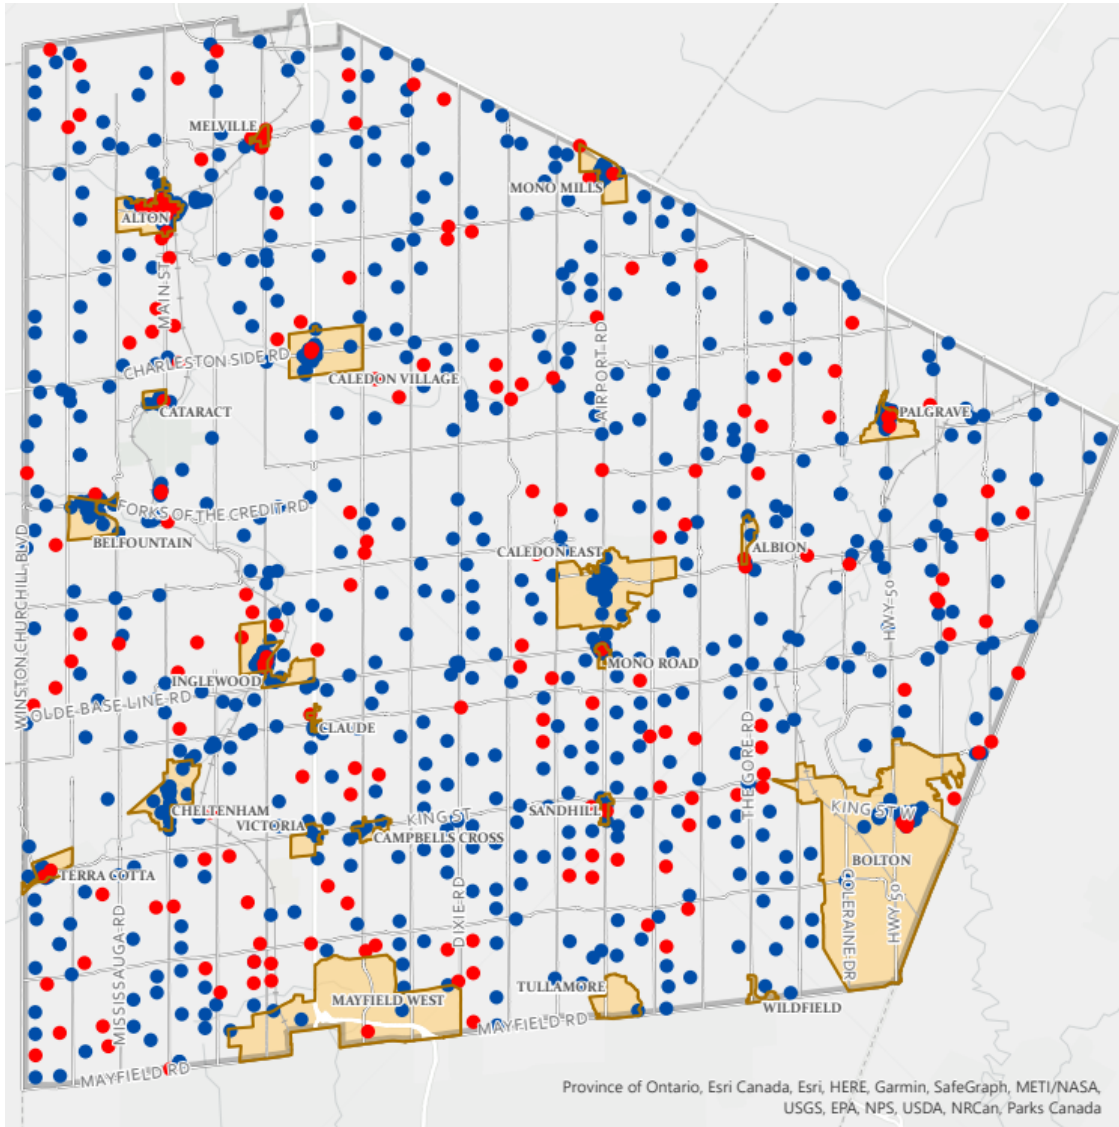 MELVILLE
MONO MILLS
ALTON
MAIN ST
CHARLESTON SIDE RD
CALEDON VILLAGE
AIRPORT RD
CATARACT
PALGRAVE
WINSTON CHURCHILL BLVD
FORKS OF THE CREDIT RD
BELFOUNTAIN
CALEDON EAST
ALBION
HWY 50
INGLEWOOD
MONO ROAD
OLDE BASE LINE RD
CLAUDE
THE GORE RD
CHELTENHAM
VICTORIA
KING ST
CAMPBELLS CROSS
SANDHILL
KING ST W
BOLTON
TERRA COTTA
MISSISSAUGA RD
DIXIE RD
COLERAINE DR
HWY 50
MAYFIELD WEST
TULLAMORE
WILDFIELD
MAYFIELD RD
MAYFIELD RD
Province of Ontario, Esri Canada, Esri, HERE, Garmin, SafeGraph, METI/NASA,
USGS, EPA, NPS, USDA, NRCan, Parks Canada